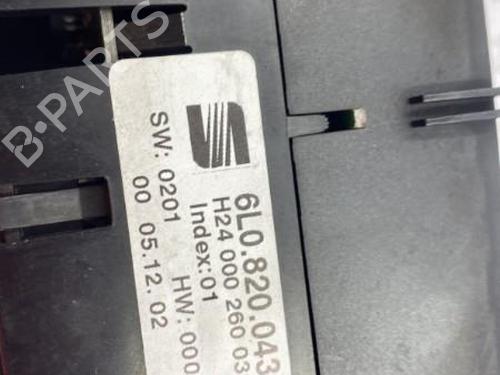 6L0.820.043
H24 000 260 03
Index: 01
SW: 0201 HW: 000
00 05.12.02
B-PARTS